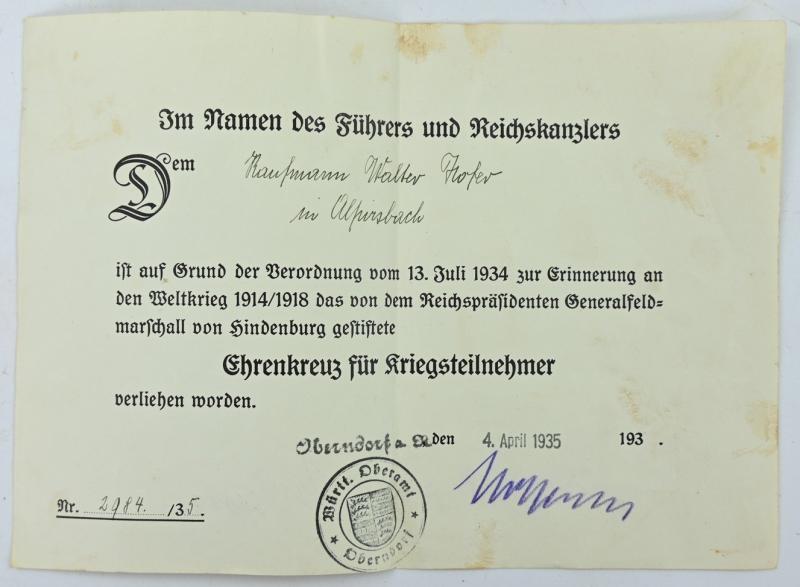 Im Namen des Führers und Reichskanzlers
Dem Kaufmann Walter Hofer
in Alpirsbach
ist auf Grund der Verordnung vom 13. Juli 1934 zur Erinnerung an
den Weltkrieg 1914/1918 das von dem Reichspräsidenten Generalfeld=
marschall von Hindenburg gestiftete
Ehrenkreuz für Kriegsteilnehmer
verliehen worden.
Oberndorf a den 4. April 1935 193 .
Württ. Oberamt
Oberndorf
Nr. 2984 /35.